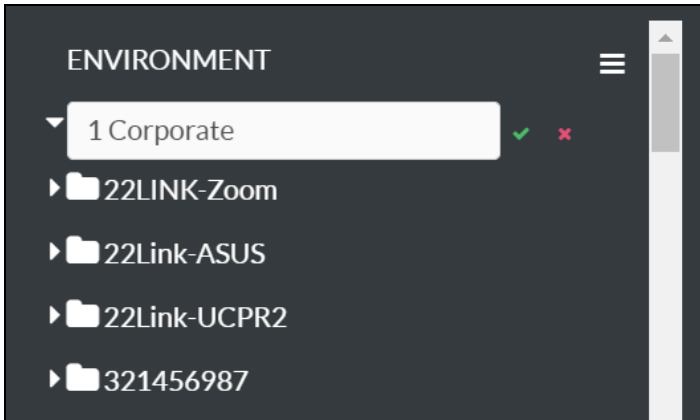 ENVIRONMENT
1 Corporate
22LINK-Zoom
22Link-ASUS
22Link-UCPR2
321456987